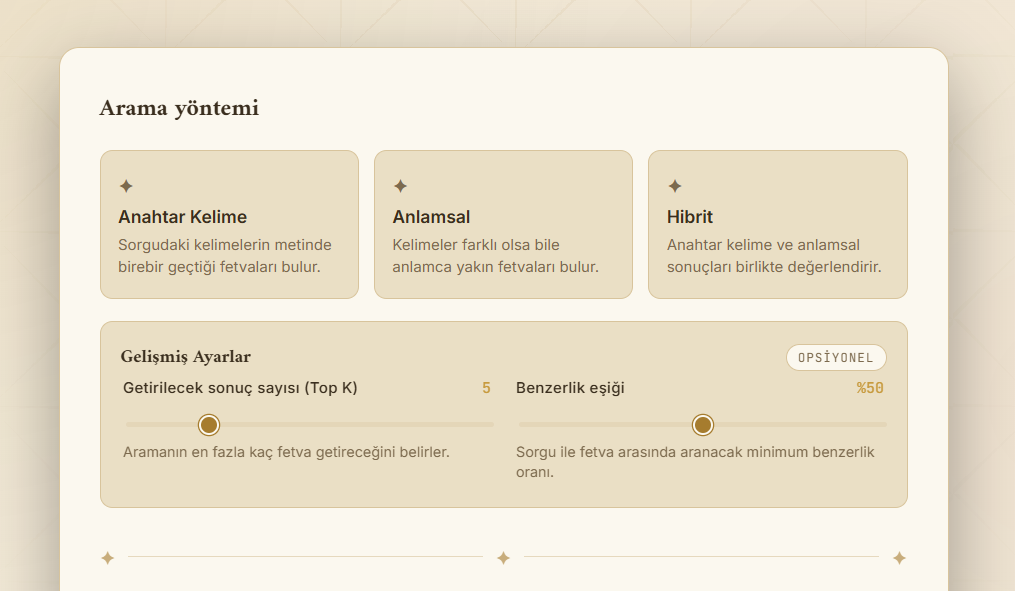 Arama yöntemi
Anahtar Kelime
Sorgudaki kelimelerin metinde
birebir geçtiği fetvaları bulur.
Anlamsal
Kelimeler farklı olsa bile
anlamca yakın fetvaları bulur.
Hibrit
Anahtar kelime ve anlamsal
sonuçları birlikte değerlendirir.
Gelişmiş Ayarlar
OPSİYONEL
Getirilecek sonuç sayısı (Top K)
5
Aramanın en fazla kaç fetva getireceğini belirler.
Benzerlik eşiği
%50
Sorgu ile fetva arasında aranacak minimum benzerlik
oranı.